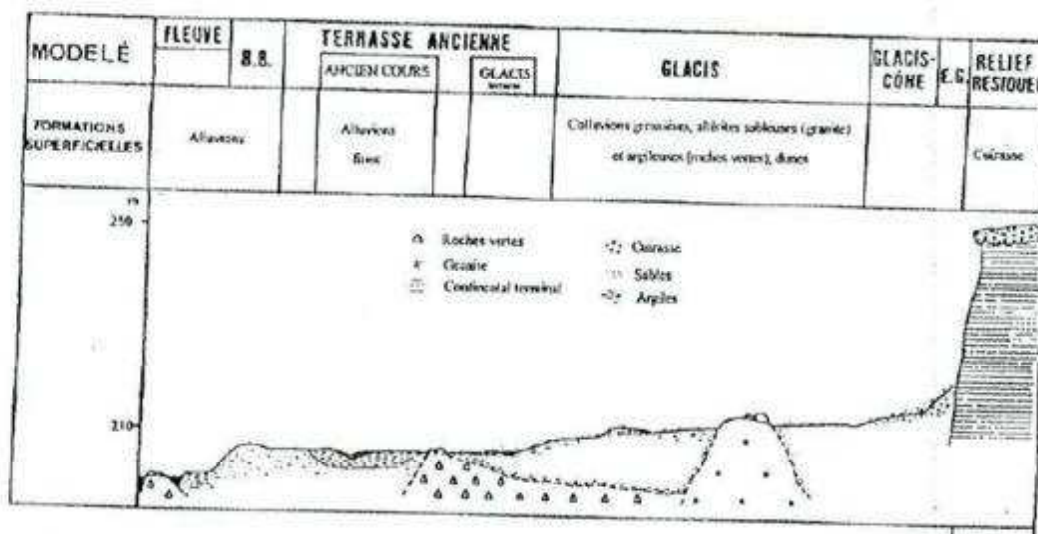 MODELÉ
FLEUVE
B.B.
TERRASSE ANCIENNE
ANCIEN COURS
GLACIS
GLACIS
GLACIS-
CÔNE
E.G.
RELIEF
RESIDUEL
FORMATIONS
SUPERFICIELLES
Alluvions
Alluvions
fines
Colluvions grossières, altérites sableuses (granite)
et argileuses (roches vertes), dunes
Cuirasse
m
250
210
Roches vertes
Granite
Continental terminal
Cuirasse
Sables
Argiles